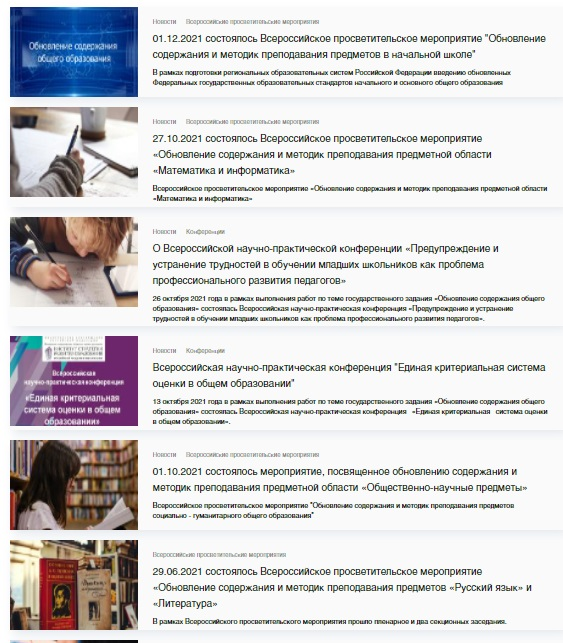 Новости Всероссийские просветительские мероприятия
Обновление содержания
общего образования
01.12.2021 состоялось Всероссийское просветительское мероприятие "Обновление
содержания и методик преподавания предметов в начальной школе"
В рамках подготовки региональных образовательных систем Российской Федерации введению обновленных
Федеральных государственных образовательных стандартов начального и основного общего образования
Новости Всероссийские просветительские мероприятия
27.10.2021 состоялось Всероссийское просветительское мероприятие
«Обновление содержания и методик преподавания предметной области
«Математика и информатика»
Всероссийское просветительское мероприятие «Обновление содержания и методик преподавания предметной области
«Математика и информатика»
Новости Конференции
О Всероссийской научно-практической конференции «Предупреждение и
устранение трудностей в обучении младших школьников как проблема
профессионального развития педагогов»
26 октября 2021 года в рамках выполнения работ по теме государственного задания «Обновление содержания общего
образования» состоялась Всероссийская научно-практическая конференция «Предупреждение и устранение
трудностей в обучении младших школьников как проблема профессионального развития педагогов».
Новости Конференции
Всероссийская
научно-практическая конференция
«Единая критериальная
система оценки в общем
образовании»
Всероссийская научно-практическая конференция "Единая критериальная система
оценки в общем образовании"
13 октября 2021 года в рамках выполнения работ по теме государственного задания «Обновление содержания общего
образования» состоялась Всероссийская научно-практическая конференция «Единая критериальная система оценки
в общем образовании».
Новости Всероссийские просветительские мероприятия
01.10.2021 состоялось мероприятие, посвященное обновлению содержания и
методик преподавания предметной области «Общественно-научные предметы»
Всероссийское просветительское мероприятие "Обновление содержания и методик преподавания предметов
социально - гуманитарного общего образования"
Всероссийские просветительские мероприятия
29.06.2021 состоялось Всероссийское просветительское мероприятие
«Обновление содержания и методик преподавания предметов «Русский язык» и
«Литература»
В рамках Всероссийского просветительского мероприятия прошло пленарное и два секционных заседания.